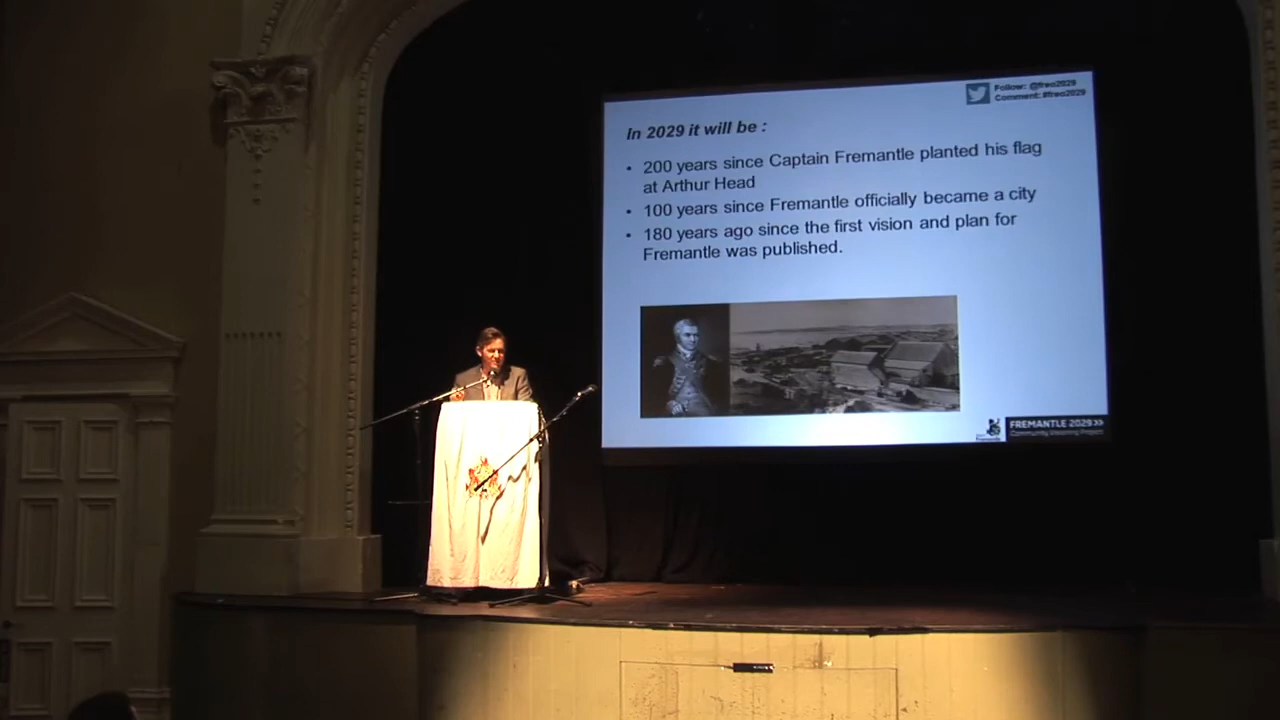 Follow: @freo2029
Comment: #freo2029
In 2029 it will be :
• 200 years since Captain Fremantle planted his flag
at Arthur Head
• 100 years since Fremantle officially became a city
• 180 years ago since the first vision and plan for
Fremantle was published.
FREMANTLE 2029
Community Visioning Project